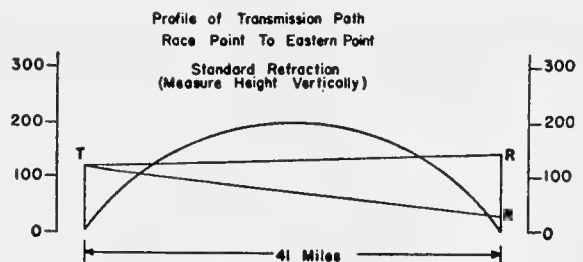 Profile of Transmission Path
Race Point To Eastern Point
Standard Refraction
(Measure Height Vertically)
300 300
200 200
T R
100 100
0 0
41 Miles